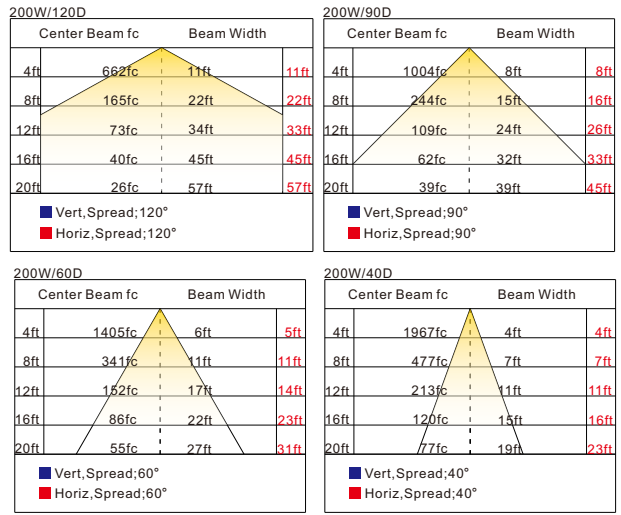 200W/120D
Center Beam fc Beam Width
4ft 662fc 11ft 11ft
8ft 165fc 22ft 22ft
12ft 73fc 34ft 33ft
16ft 40fc 45ft 45ft
20ft 26fc 57ft 57ft
Vert,Spread;120°
Horiz,Spread;120°
200W/90D
Center Beam fc Beam Width
4ft 1004fc 8ft 8ft
8ft 244fc 15ft 16ft
12ft 109fc 24ft 26ft
16ft 62fc 32ft 33ft
20ft 39fc 39ft 45ft
Vert,Spread;90°
Horiz,Spread;90°
200W/60D
Center Beam fc Beam Width
4ft 1405fc 6ft 5ft
8ft 341fc 11ft 11ft
12ft 152fc 17ft 14ft
16ft 86fc 22ft 23ft
20ft 55fc 27ft 31ft
Vert,Spread;60°
Horiz,Spread;60°
200W/40D
Center Beam fc Beam Width
4ft 1967fc 4ft 4ft
8ft 477fc 7ft 7ft
12ft 213fc 11ft 11ft
16ft 120fc 15ft 16ft
20ft 77fc 19ft 23ft
Vert,Spread;40°
Horiz,Spread;40°